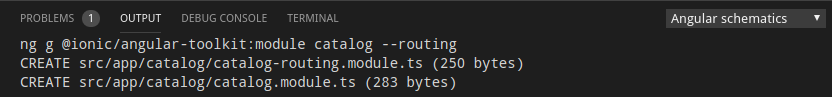 PROBLEMS 1 OUTPUT DEBUG CONSOLE TERMINAL Angular schematics
ng g @ionic/angular-toolkit:module catalog --routing
CREATE src/app/catalog/catalog-routing.module.ts (250 bytes)
CREATE src/app/catalog/catalog.module.ts (283 bytes)